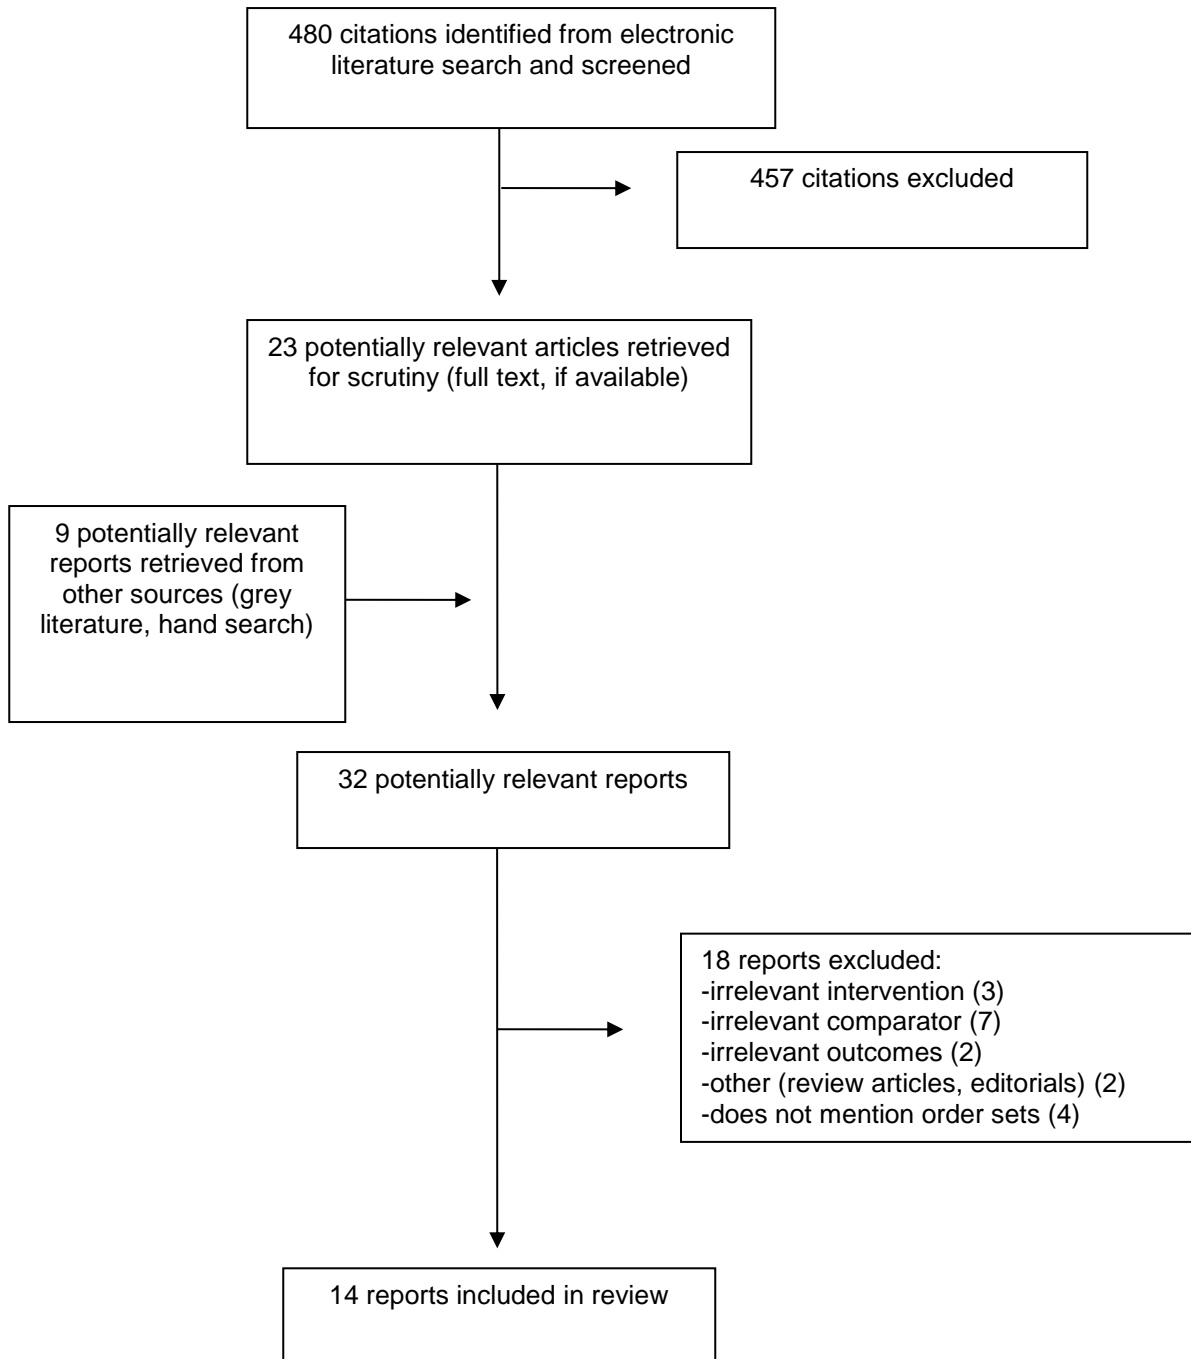 480 citations identified from electronic
literature search and screened
457 citations excluded
23 potentially relevant articles retrieved
for scrutiny (full text, if available)
9 potentially relevant
reports retrieved from
other sources (grey
literature, hand search)
32 potentially relevant reports
18 reports excluded:
-irrelevant intervention (3)
-irrelevant comparator (7)
-irrelevant outcomes (2)
-other (review articles, editorials) (2)
-does not mention order sets (4)
14 reports included in review